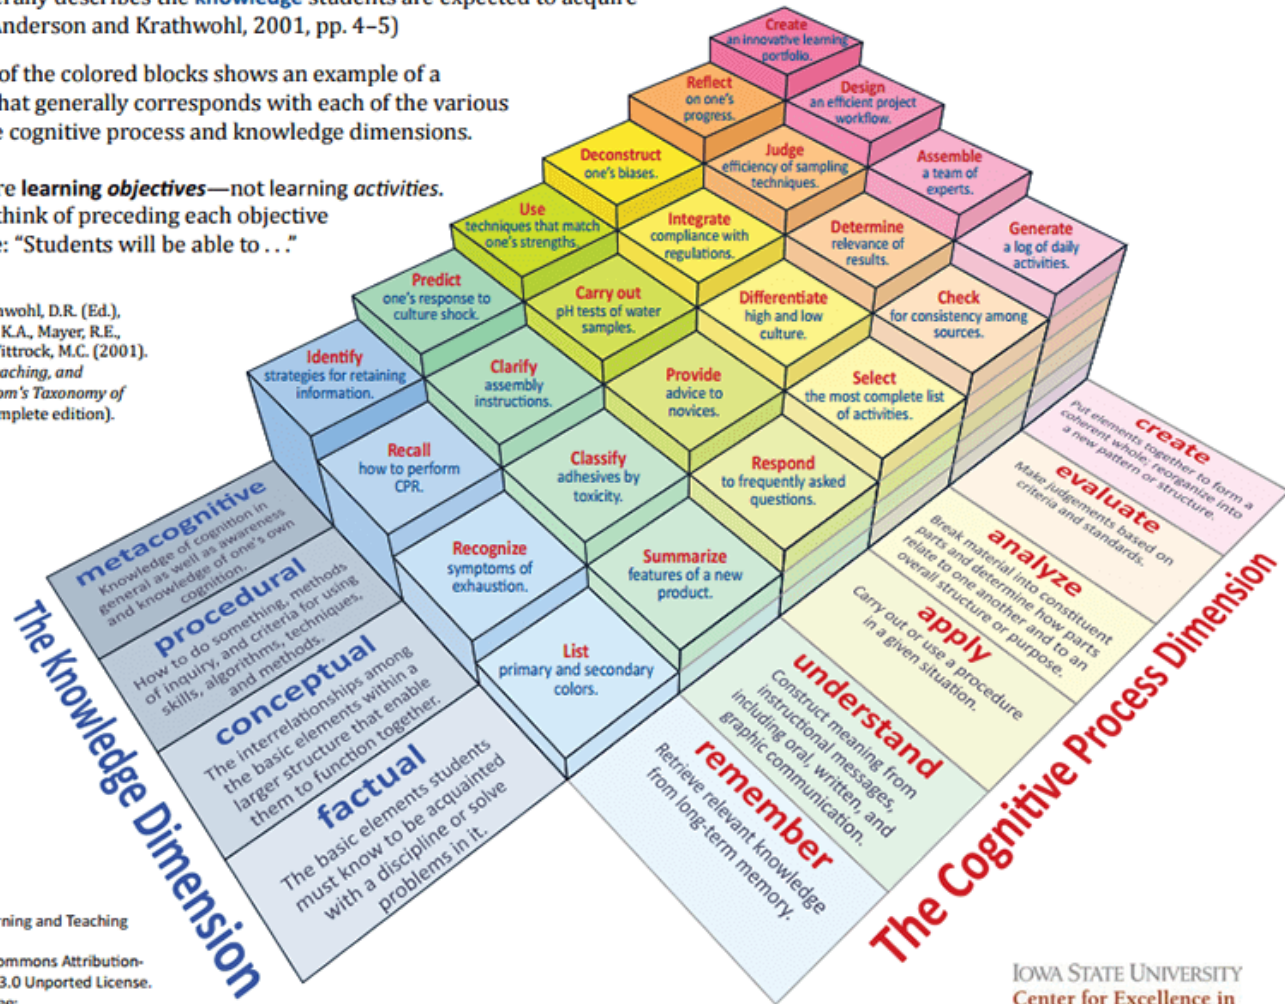 erally describes the knowledge students are expected to acquire
nderson and Krathwohl, 2001, pp. 4–5)
of the colored blocks shows an example of a
hat generally corresponds with each of the various
e cognitive process and knowledge dimensions.
re learning objectives—not learning activities.
think of preceding each objective
e: “Students will be able to . . .”
hwohl, D.R. (Ed.),
K.A., Mayer, R.E.,
ittrock, M.C. (2001).
aching, and
om's Taxonomy of
mplete edition).
Create
an innovative learning
portfolio.
Reflect
on one's
progress.
Design
an efficient project
workflow.
Deconstruct
one's biases.
Judge
efficiency of sampling
techniques.
Assemble
a team of
experts.
Use
techniques that match
one's strengths.
Integrate
compliance with
regulations.
Determine
relevance of
results.
Generate
a log of daily
activities.
Predict
one's response to
culture shock.
Carry out
pH tests of water
samples.
Differentiate
high and low
culture.
Check
for consistency among
sources.
Identify
strategies for retaining
information.
Clarify
assembly
instructions.
Provide
advice to
novices.
Select
the most complete list
of activities.
Recall
how to perform
CPR.
Classify
adhesives by
toxicity.
Respond
to frequently asked
questions.
Recognize
symptoms of
exhaustion.
Summarize
features of a new
product.
List
primary and secondary
colors.
metacognitive
Knowledge of cognition in
general as well as awareness
and knowledge of one's own
cognition.
procedural
How to do something, methods
of inquiry, and criteria for using
skills, algorithms, techniques,
and methods.
conceptual
The interrelationships among
the basic elements within a
larger structure that enable
them to function together.
factual
The basic elements students
must know to be acquainted
with a discipline or solve
problems in it.
The Knowledge Dimension
create
Put elements together to form a
coherent whole; reorganize into
a new pattern or structure.
evaluate
Make judgements based on
criteria and standards.
analyze
Break material into constituent
parts and determine how parts
relate to one another and to an
overall structure or purpose.
apply
Carry out or use a procedure
in a given situation.
understand
Construct meaning from
instructional messages,
including oral, written, and
graphic communication.
remember
Retrieve relevant knowledge
from long-term memory.
The Cognitive Process Dimension
rning and Teaching
ommons Attribution-
3.0 Unported License.
IOWA STATE UNIVERSITY
Center for Excellence in